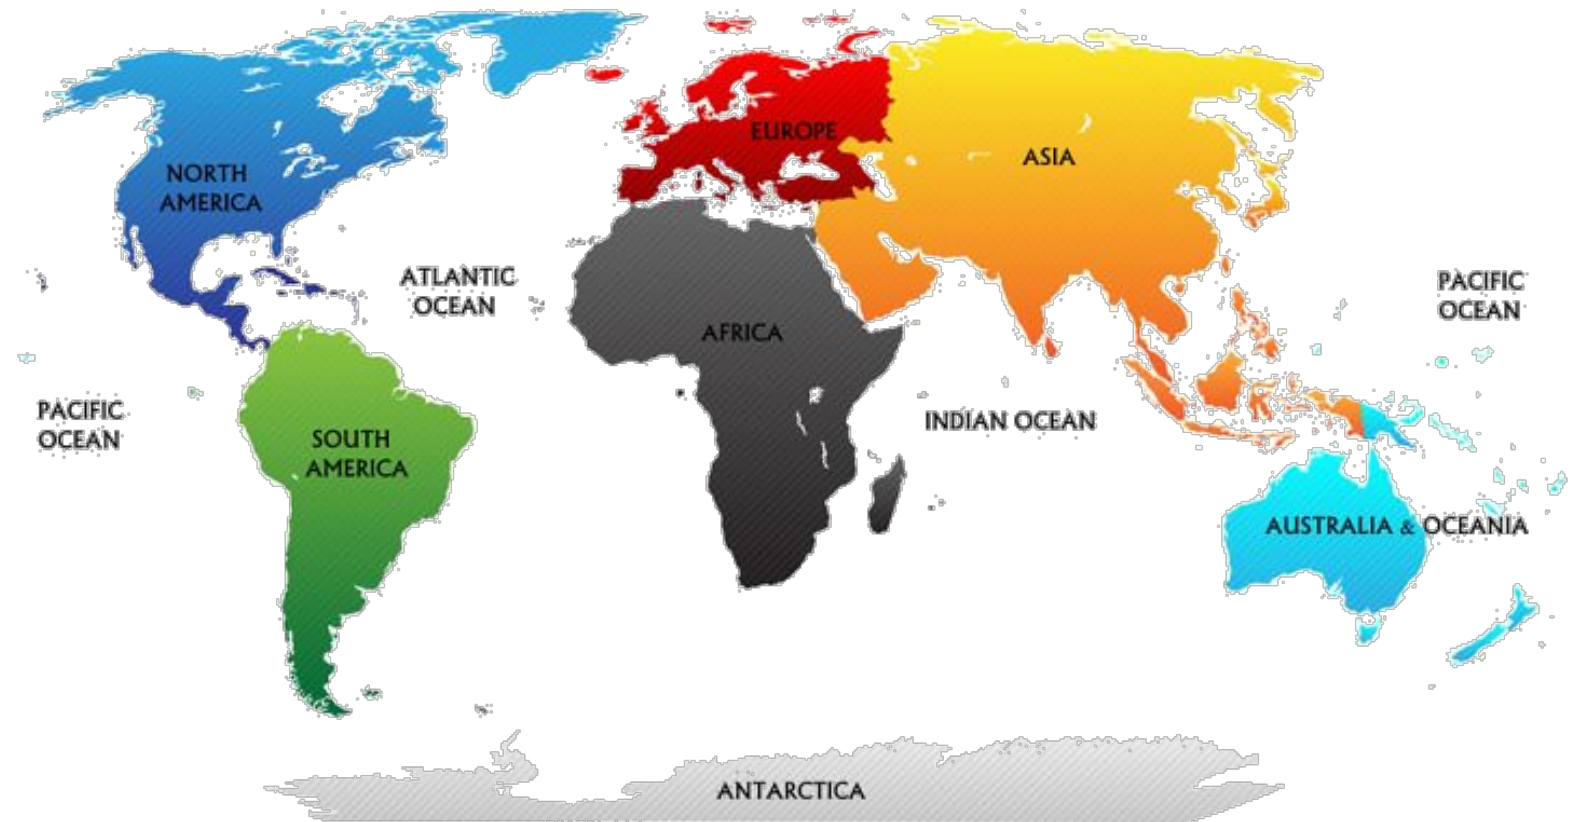 EUROPE
ASIA
NORTH
AMERICA
ATLANTIC
OCEAN
PACIFIC
OCEAN
AFRICA
PACIFIC
OCEAN
INDIAN OCEAN
SOUTH
AMERICA
AUSTRALIA & OCEANIA
ANTARCTICA